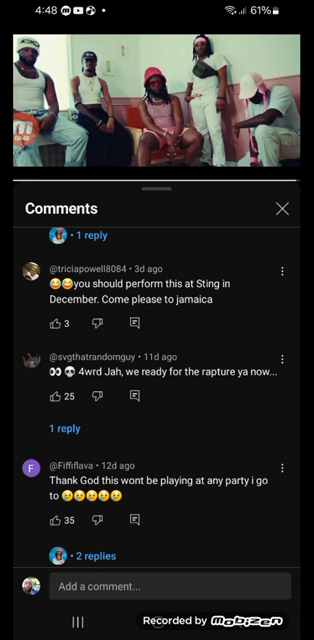 4:48
61%
06:48
Comments
• 1 reply
@triciapowell8084 • 3d ago
😂😂you should perform this at Sting in
December. Come please to jamaica
3
@svgthatrandomguy • 11d ago
👀 💀 4wrd Jah, we ready for the rapture ya now...
25
1 reply
F
@Fiffiflava • 12d ago
Thank God this wont be playing at any party i go
to 😢😢😢😢😢
35
• 2 replies
Add a comment...
Recorded by mobizen